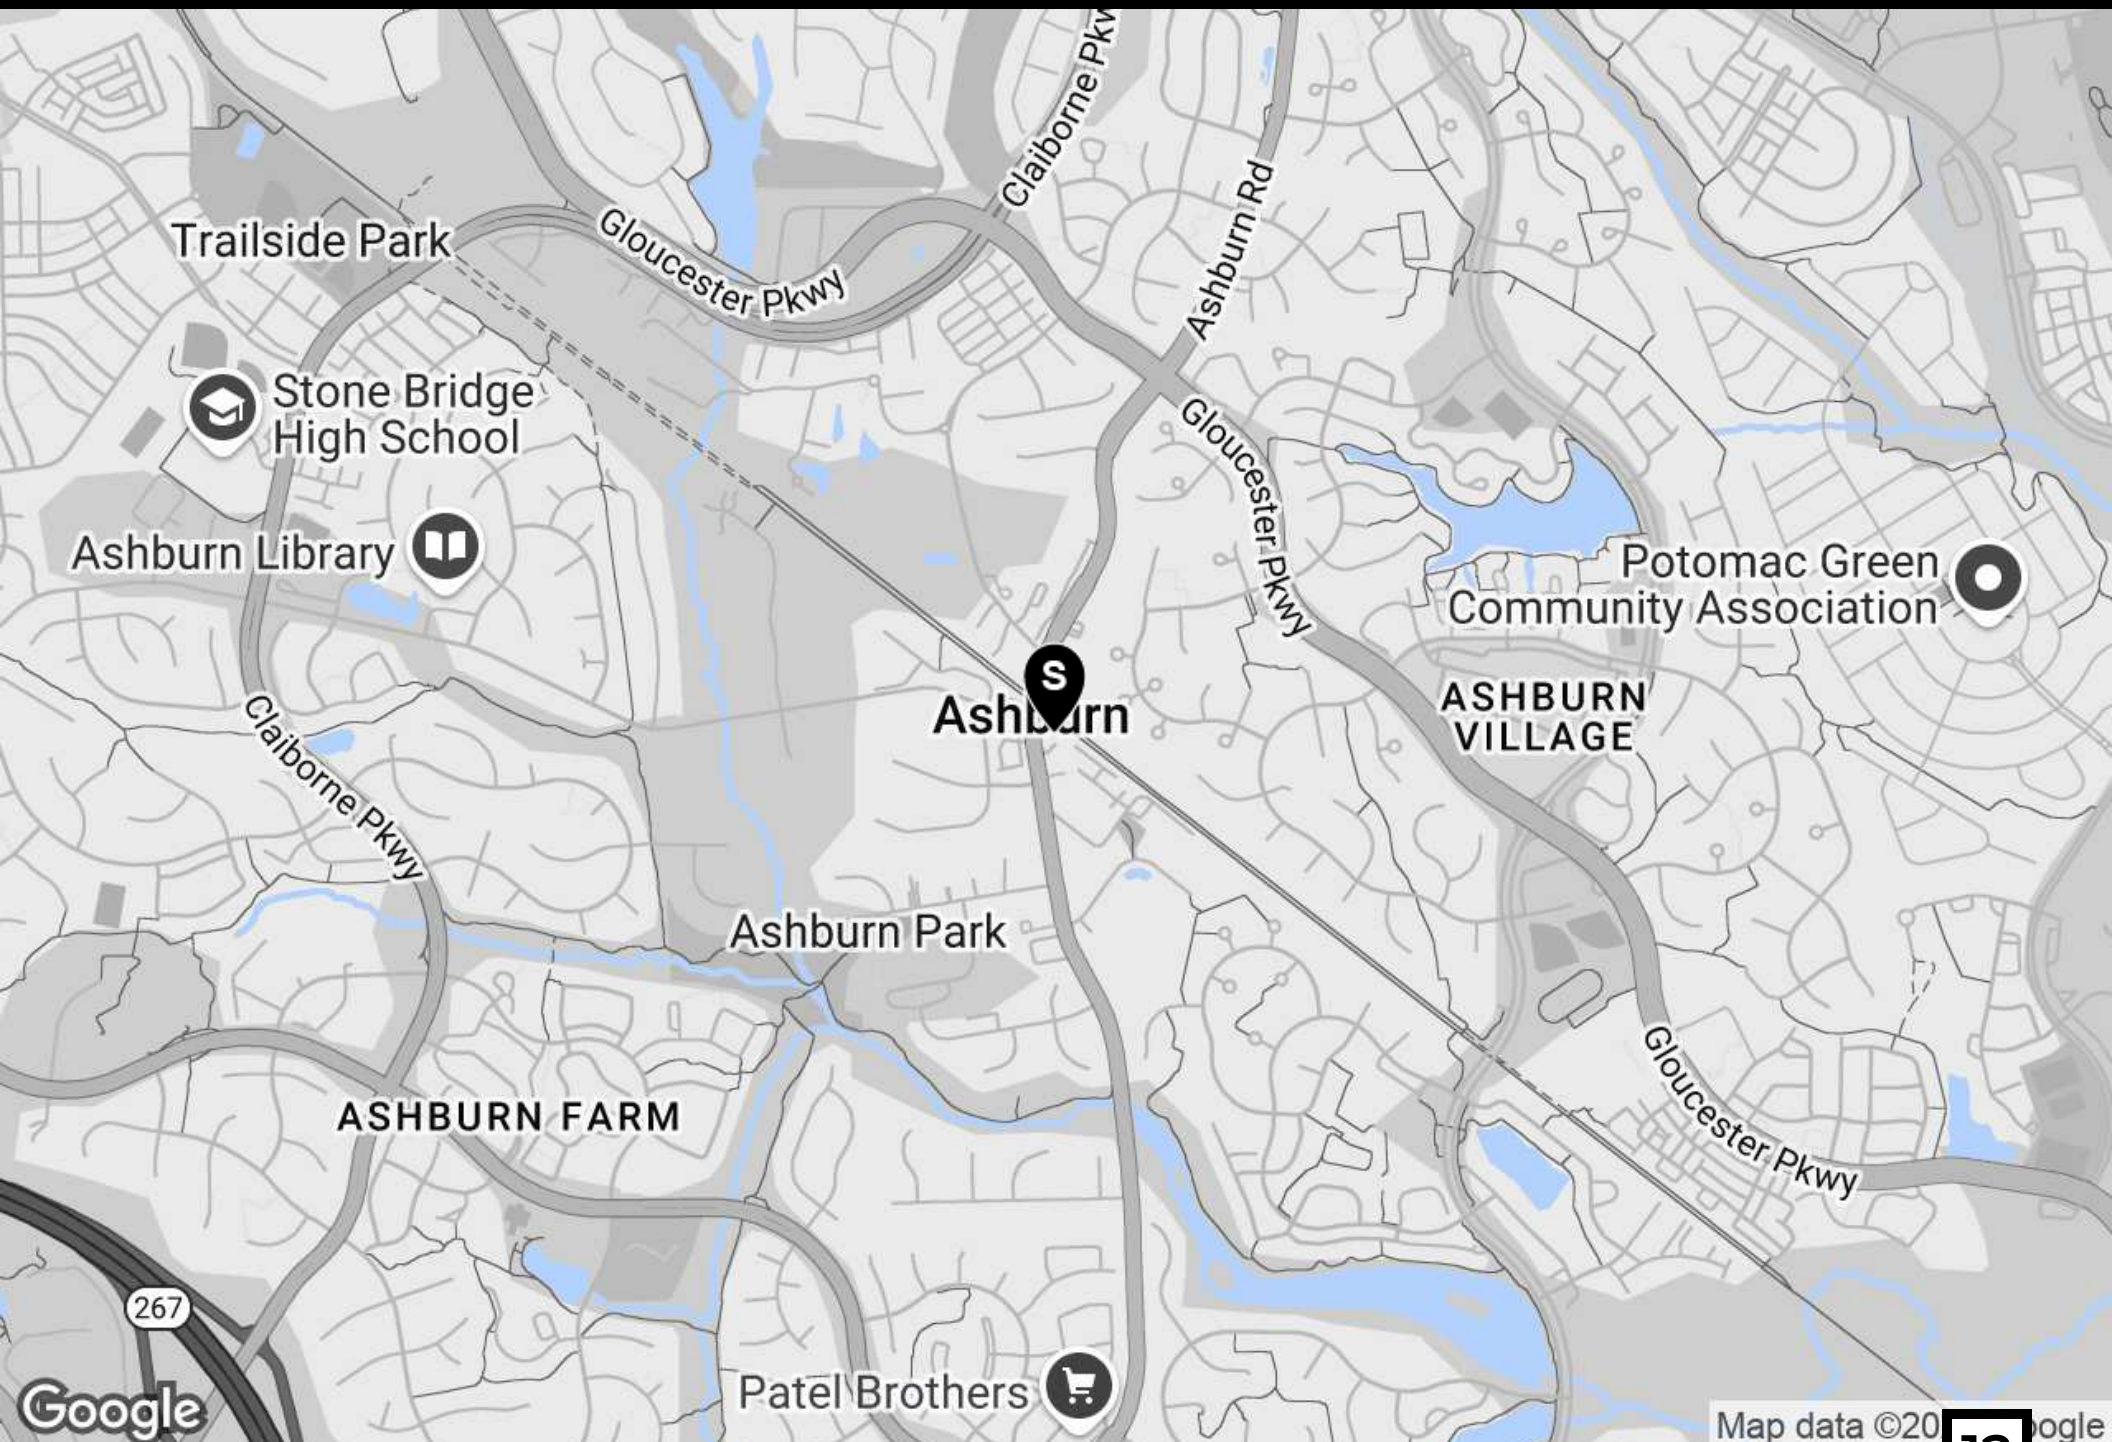 Claiborne Pkw
Ashburn Rd
Trailside Park
Gloucester Pkwy
Stone Bridge
High School
Gloucester Pkwy
Ashburn Library
Potomac Green
Community Association
S
Ashburn
ASHBURN
VILLAGE
Claiborne Pkwy
Ashburn Park
Gloucester Pkwy
ASHBURN FARM
267
Patel Brothers
Google
Map data ©20